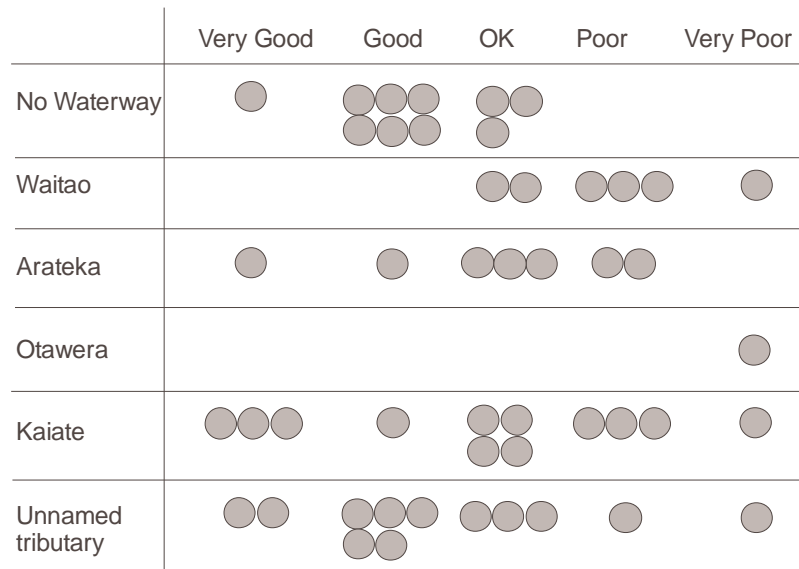 Very Good Good OK Poor Very Poor
No Waterway
Waitao
Arateka
Otawera
Kaiate
Unnamed
tributary